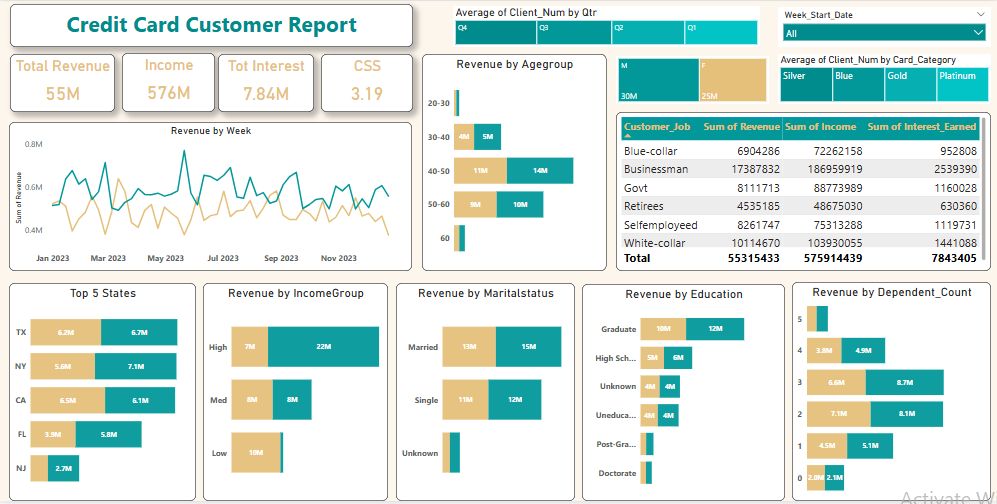 Credit Card Customer Report
Average of Client_Num by Qtr
Q4 Q3 Q2 Q1
Week_Start_Date
All
Total Revenue
55M
Income
576M
Tot Interest
7.84M
CSS
3.19
M F
30M 25M
Average of Client_Num by Card_Category
Silver Blue Gold Platinum
Revenue by Week
Sum of Revenue
0.8M
0.6M
0.4M
Jan 2023 Mar 2023 May 2023 Jul 2023 Sep 2023 Nov 2023
Revenue by Agegroup
20-30
30-40 4M 5M
40-50 11M 14M
50-60 9M 10M
60
Customer_Job Sum of Revenue Sum of Income Sum of Interest_Earned
Blue-collar 6904286 72262158 952808
Businessman 17387832 186959919 2539390
Govt 8111713 88773989 1160028
Retirees 4535185 48675030 630360
Selfemployeed 8261747 75313288 1119731
White-collar 10114670 103930055 1441088
Total 55315433 575914439 7843405
Top 5 States
TX 6.2M 6.7M
NY 5.6M 7.1M
CA 6.5M 6.1M
FL 3.9M 5.8M
NJ 2.7M
Revenue by IncomeGroup
High 7M 22M
Med 8M 8M
Low 10M
Revenue by Maritalstatus
Married 13M 15M
Single 11M 12M
Unknown
Revenue by Education
Graduate 10M 12M
High Sch... 5M 6M
Unknown 4M 4M
Uneduca... 4M 4M
Post-Gra...
Doctorate
Revenue by Dependent_Count
5
4 3.8M 4.9M
3 6.6M 8.7M
2 7.1M 8.1M
1 4.5M 5.1M
0 2.0M 2.1M
Activate W